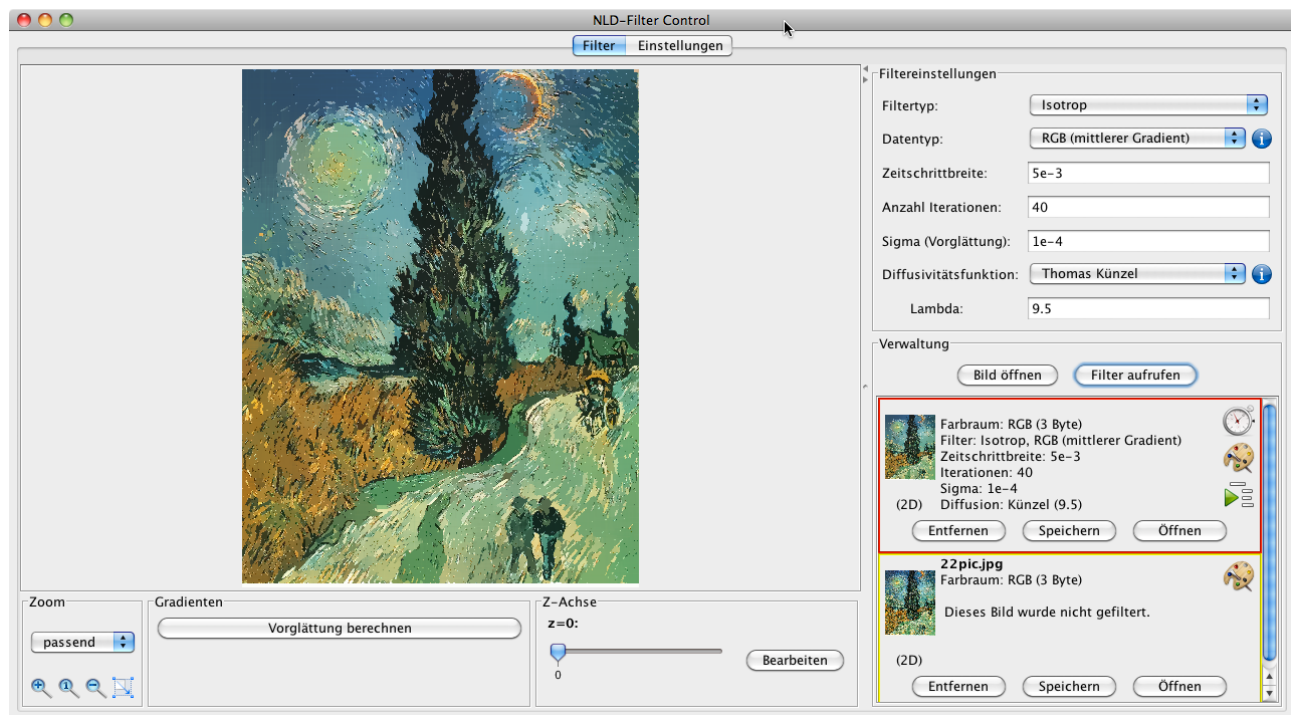 NLD-Filter Control
Filter Einstellungen
Filtereinstellungen
Filtertyp: Isotrop
Datentyp: RGB (mittlerer Gradient)
Zeitschrittbreite: 5e-3
Anzahl Iterationen: 40
Sigma (Vorglättung): 1e-4
Diffusivitätsfunktion: Thomas Künzel
Lambda: 9.5
Verwaltung
Bild öffnen Filter aufrufen
Farbraum: RGB (3 Byte)
Filter: Isotrop, RGB (mittlerer Gradient)
Zeitschrittbreite: 5e-3
Iterationen: 40
Sigma: 1e-4
(2D) Diffusion: Künzel (9.5)
Entfernen Speichern Öffnen
22pic.jpg
Farbraum: RGB (3 Byte)
Dieses Bild wurde nicht gefiltert.
(2D)
Entfernen Speichern Öffnen
Zoom
passend
Gradienten
Vorglättung berechnen
Z-Achse
z=0:
0
Bearbeiten